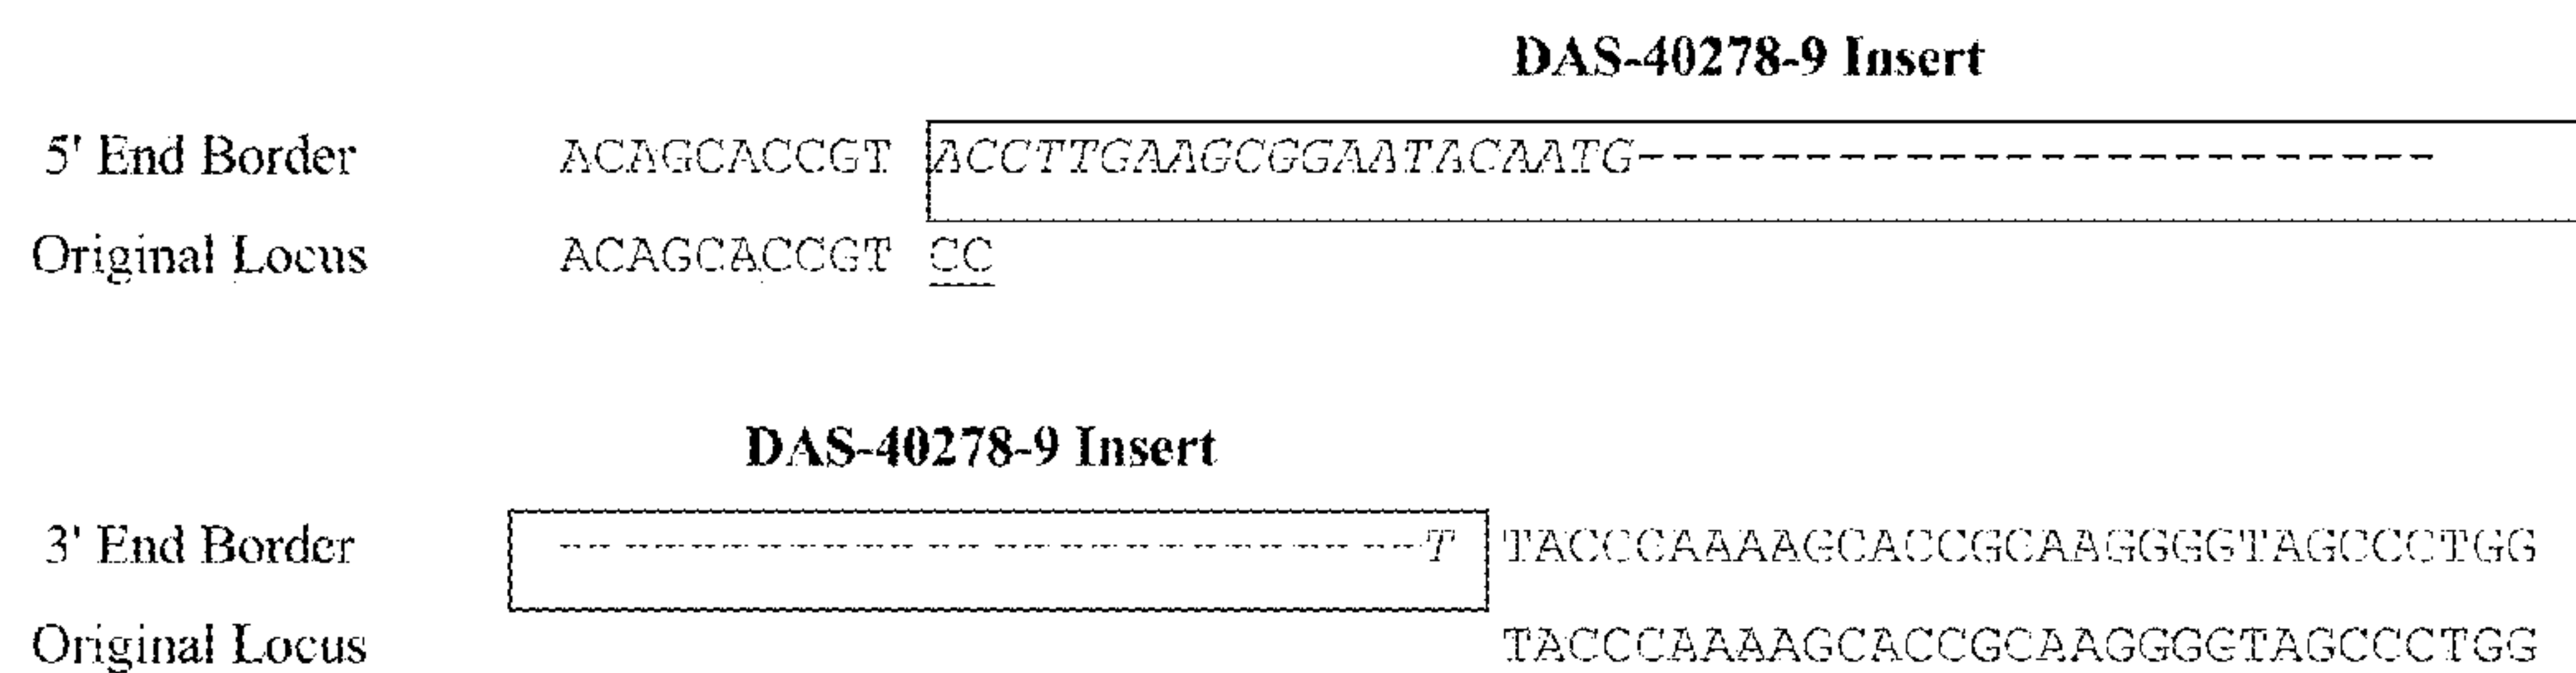 DAS-40278-9 Insert
5' End Border ACAGCACCGT ACCTTGAAGCGGAATACAATG------------------------
Original Locus ACAGCACCGT CC
DAS-40278-9 Insert
3' End Border --------------------------T TACCCAAAAGCACCGCAAGGGGTAGCCCTGG
Original Locus TACCCAAAAGCACCGCAAGGGGTAGCCCTGG